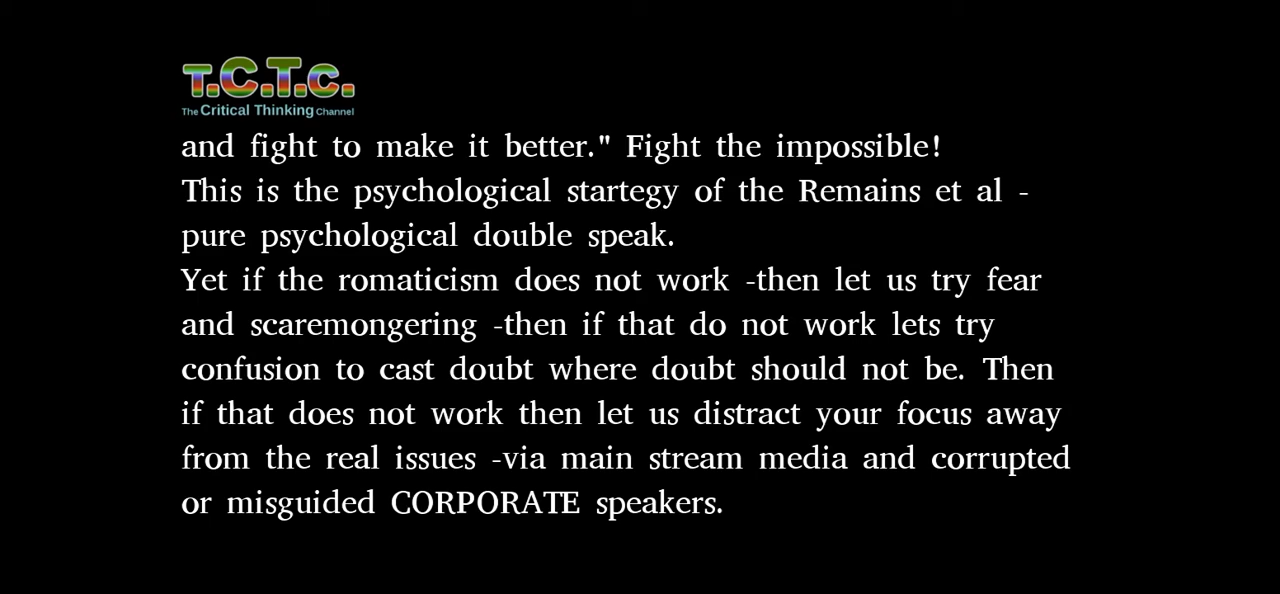 T.C.T.C.
The Critical Thinking Channel
and fight to make it better." Fight the impossible!
This is the psychological startegy of the Remains et al -
pure psychological double speak.
Yet if the romaticism does not work -then let us try fear
and scaremongering -then if that do not work lets try
confusion to cast doubt where doubt should not be. Then
if that does not work then let us distract your focus away
from the real issues -via main stream media and corrupted
or misguided CORPORATE speakers.